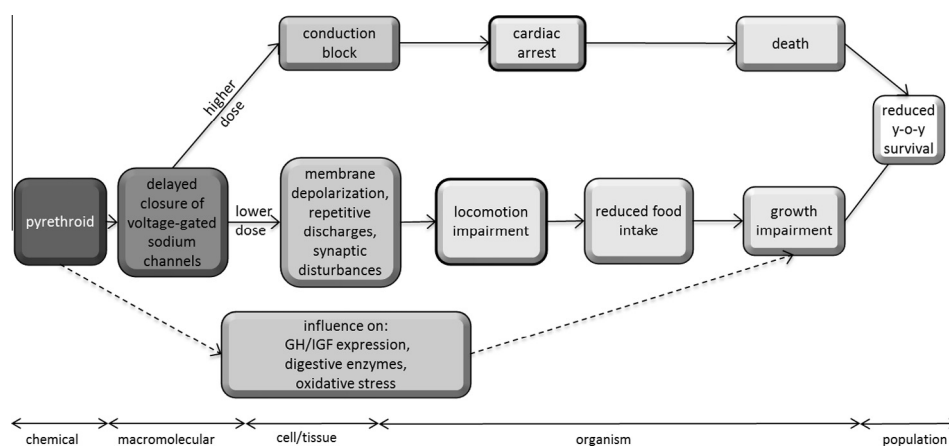 conduction
block
cardiac
arrest
death
higher
dose
reduced
y-o-y
survival
pyrethroid
delayed
closure of
voltage-gated
sodium
channels
lower
dose
membrane
depolarization,
repetitive
discharges,
synaptic
disturbances
locomotion
impairment
reduced food
intake
growth
impairment
influence on:
GH/IGF expression,
digestive enzymes,
oxidative stress
chemical
macromolecular
cell/tissue
organism
population